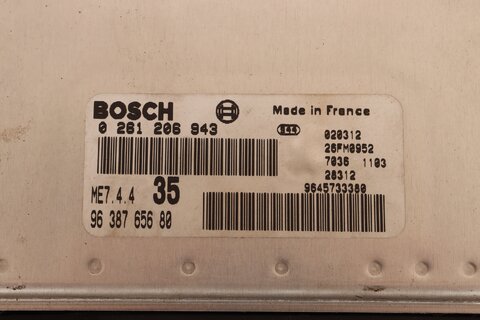 BOSCH Made in France
0 261 206 943
020312
26FM0952
7036 1103
28312
9645733380
ME7.4.4 35
96 387 656 80